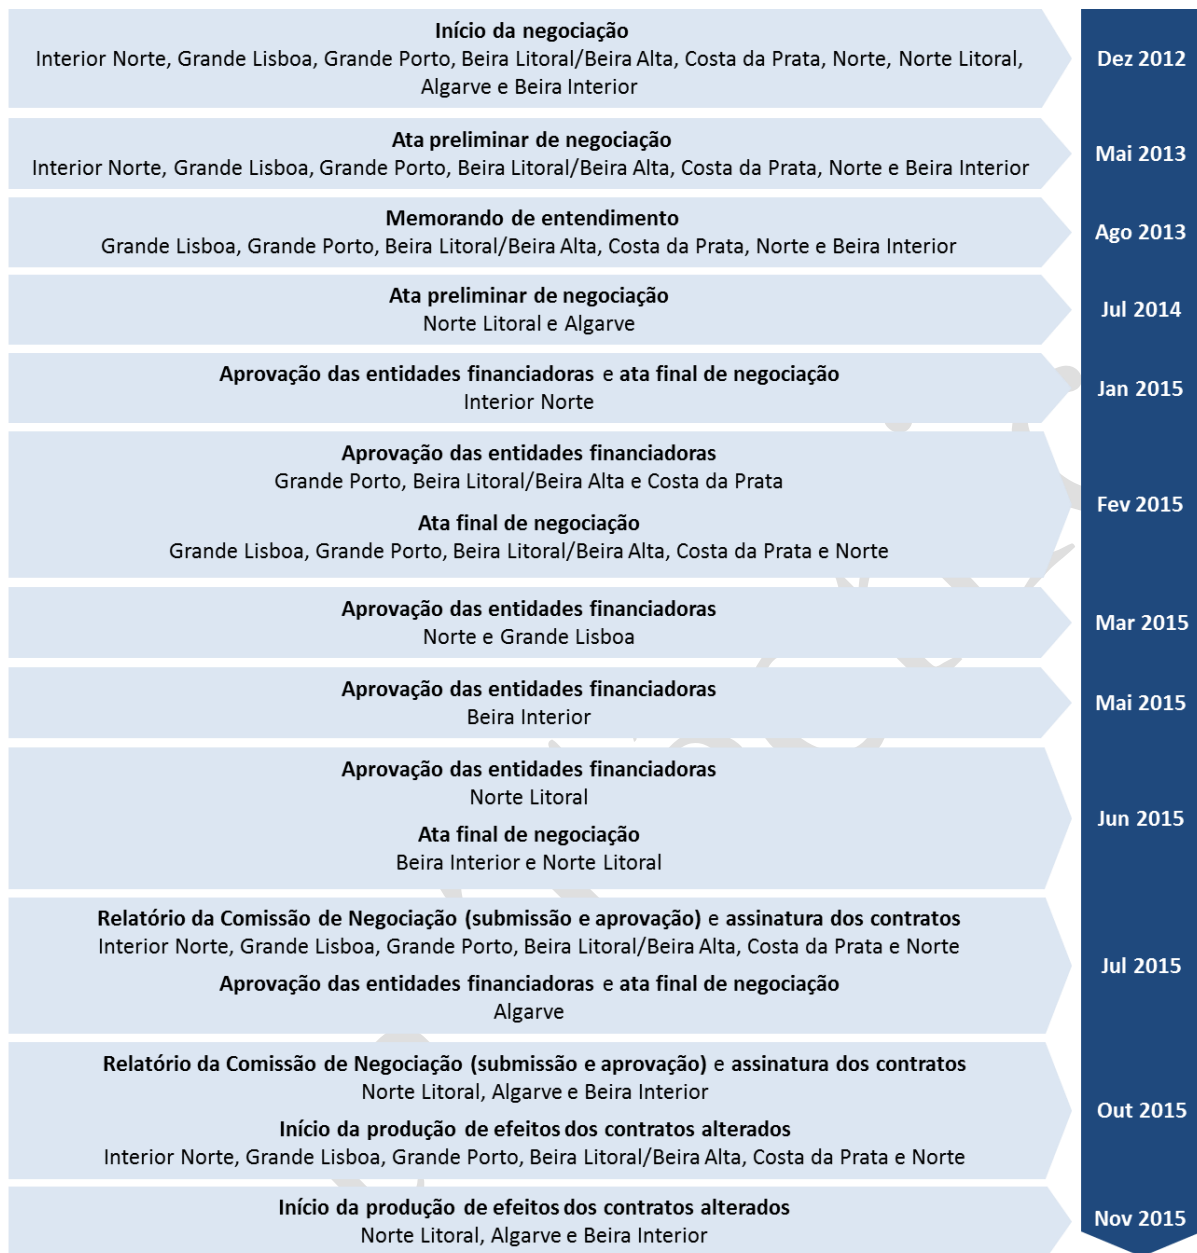 Início da negociação
Interior Norte, Grande Lisboa, Grande Porto, Beira Litoral/Beira Alta, Costa da Prata, Norte, Norte Litoral,
Algarve e Beira Interior
Dez 2012
Ata preliminar de negociação
Interior Norte, Grande Lisboa, Grande Porto, Beira Litoral/Beira Alta, Costa da Prata, Norte e Beira Interior
Mai 2013
Memorando de entendimento
Grande Lisboa, Grande Porto, Beira Litoral/Beira Alta, Costa da Prata, Norte e Beira Interior
Ago 2013
Ata preliminar de negociação
Norte Litoral e Algarve
Jul 2014
Aprovação das entidades financiadoras e ata final de negociação
Interior Norte
Jan 2015
Aprovação das entidades financiadoras
Grande Porto, Beira Litoral/Beira Alta e Costa da Prata
Ata final de negociação
Grande Lisboa, Grande Porto, Beira Litoral/Beira Alta, Costa da Prata e Norte
Fev 2015
Aprovação das entidades financiadoras
Norte e Grande Lisboa
Mar 2015
Aprovação das entidades financiadoras
Beira Interior
Mai 2015
Aprovação das entidades financiadoras
Norte Litoral
Ata final de negociação
Beira Interior e Norte Litoral
Jun 2015
Relatório da Comissão de Negociação (submissão e aprovação) e assinatura dos contratos
Interior Norte, Grande Lisboa, Grande Porto, Beira Litoral/Beira Alta, Costa da Prata e Norte
Aprovação das entidades financiadoras e ata final de negociação
Algarve
Jul 2015
Relatório da Comissão de Negociação (submissão e aprovação) e assinatura dos contratos
Norte Litoral, Algarve e Beira Interior
Início da produção de efeitos dos contratos alterados
Interior Norte, Grande Lisboa, Grande Porto, Beira Litoral/Beira Alta, Costa da Prata e Norte
Out 2015
Início da produção de efeitos dos contratos alterados
Norte Litoral, Algarve e Beira Interior
Nov 2015